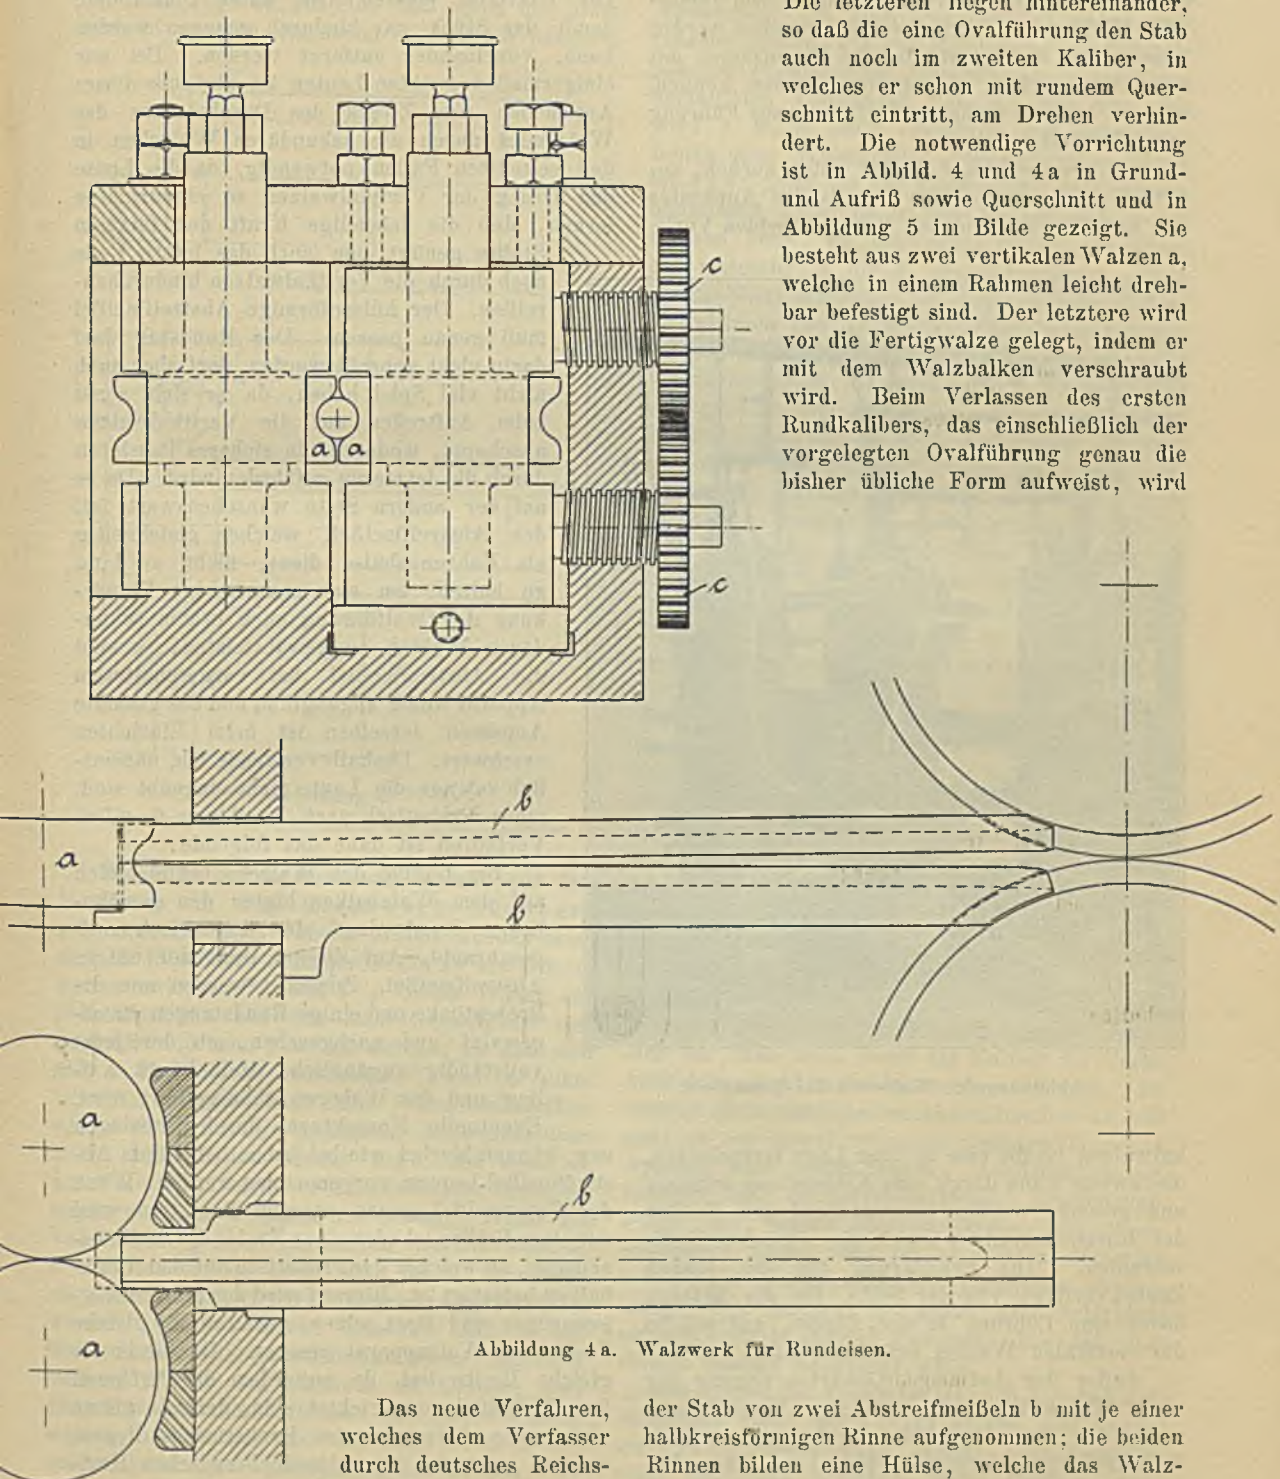 Die letzteren liegen hintereinander,
so daß die eine Ovalführung den Stab
auch noch im zweiten Kaliber, in
welches er schon mit rundem Quer-
schnitt eintritt, am Drehen verhin-
dert. Die notwendige Vorrichtung
ist in Abbild. 4 und 4a in Grund-
und Aufriß sowie Querschnitt und in
Abbildung 5 im Bilde gezeigt. Sie
besteht aus zwei vertikalen Walzen a,
welche in einem Rahmen leicht dreh-
bar befestigt sind. Der letztere wird
vor die Fertigwalze gelegt, indem er
mit dem Walzbalken verschraubt
wird. Beim Verlassen des ersten
Rundkalibers, das einschließlich der
vorgelegten Ovalführung genau die
bisher übliche Form aufweist, wird
c
a a
c
b
a
b
a
b
a
Abbildung 4a. Walzwerk für Rundeisen.
Das neue Verfahren,
welches dem Verfasser
durch deutsches Reichs-
der Stab von zwei Abstreifmeißeln b mit je einer
halbkreisförmigen Rinne aufgenommen; die beiden
Rinnen bilden eine Hülse, welche das Walz-